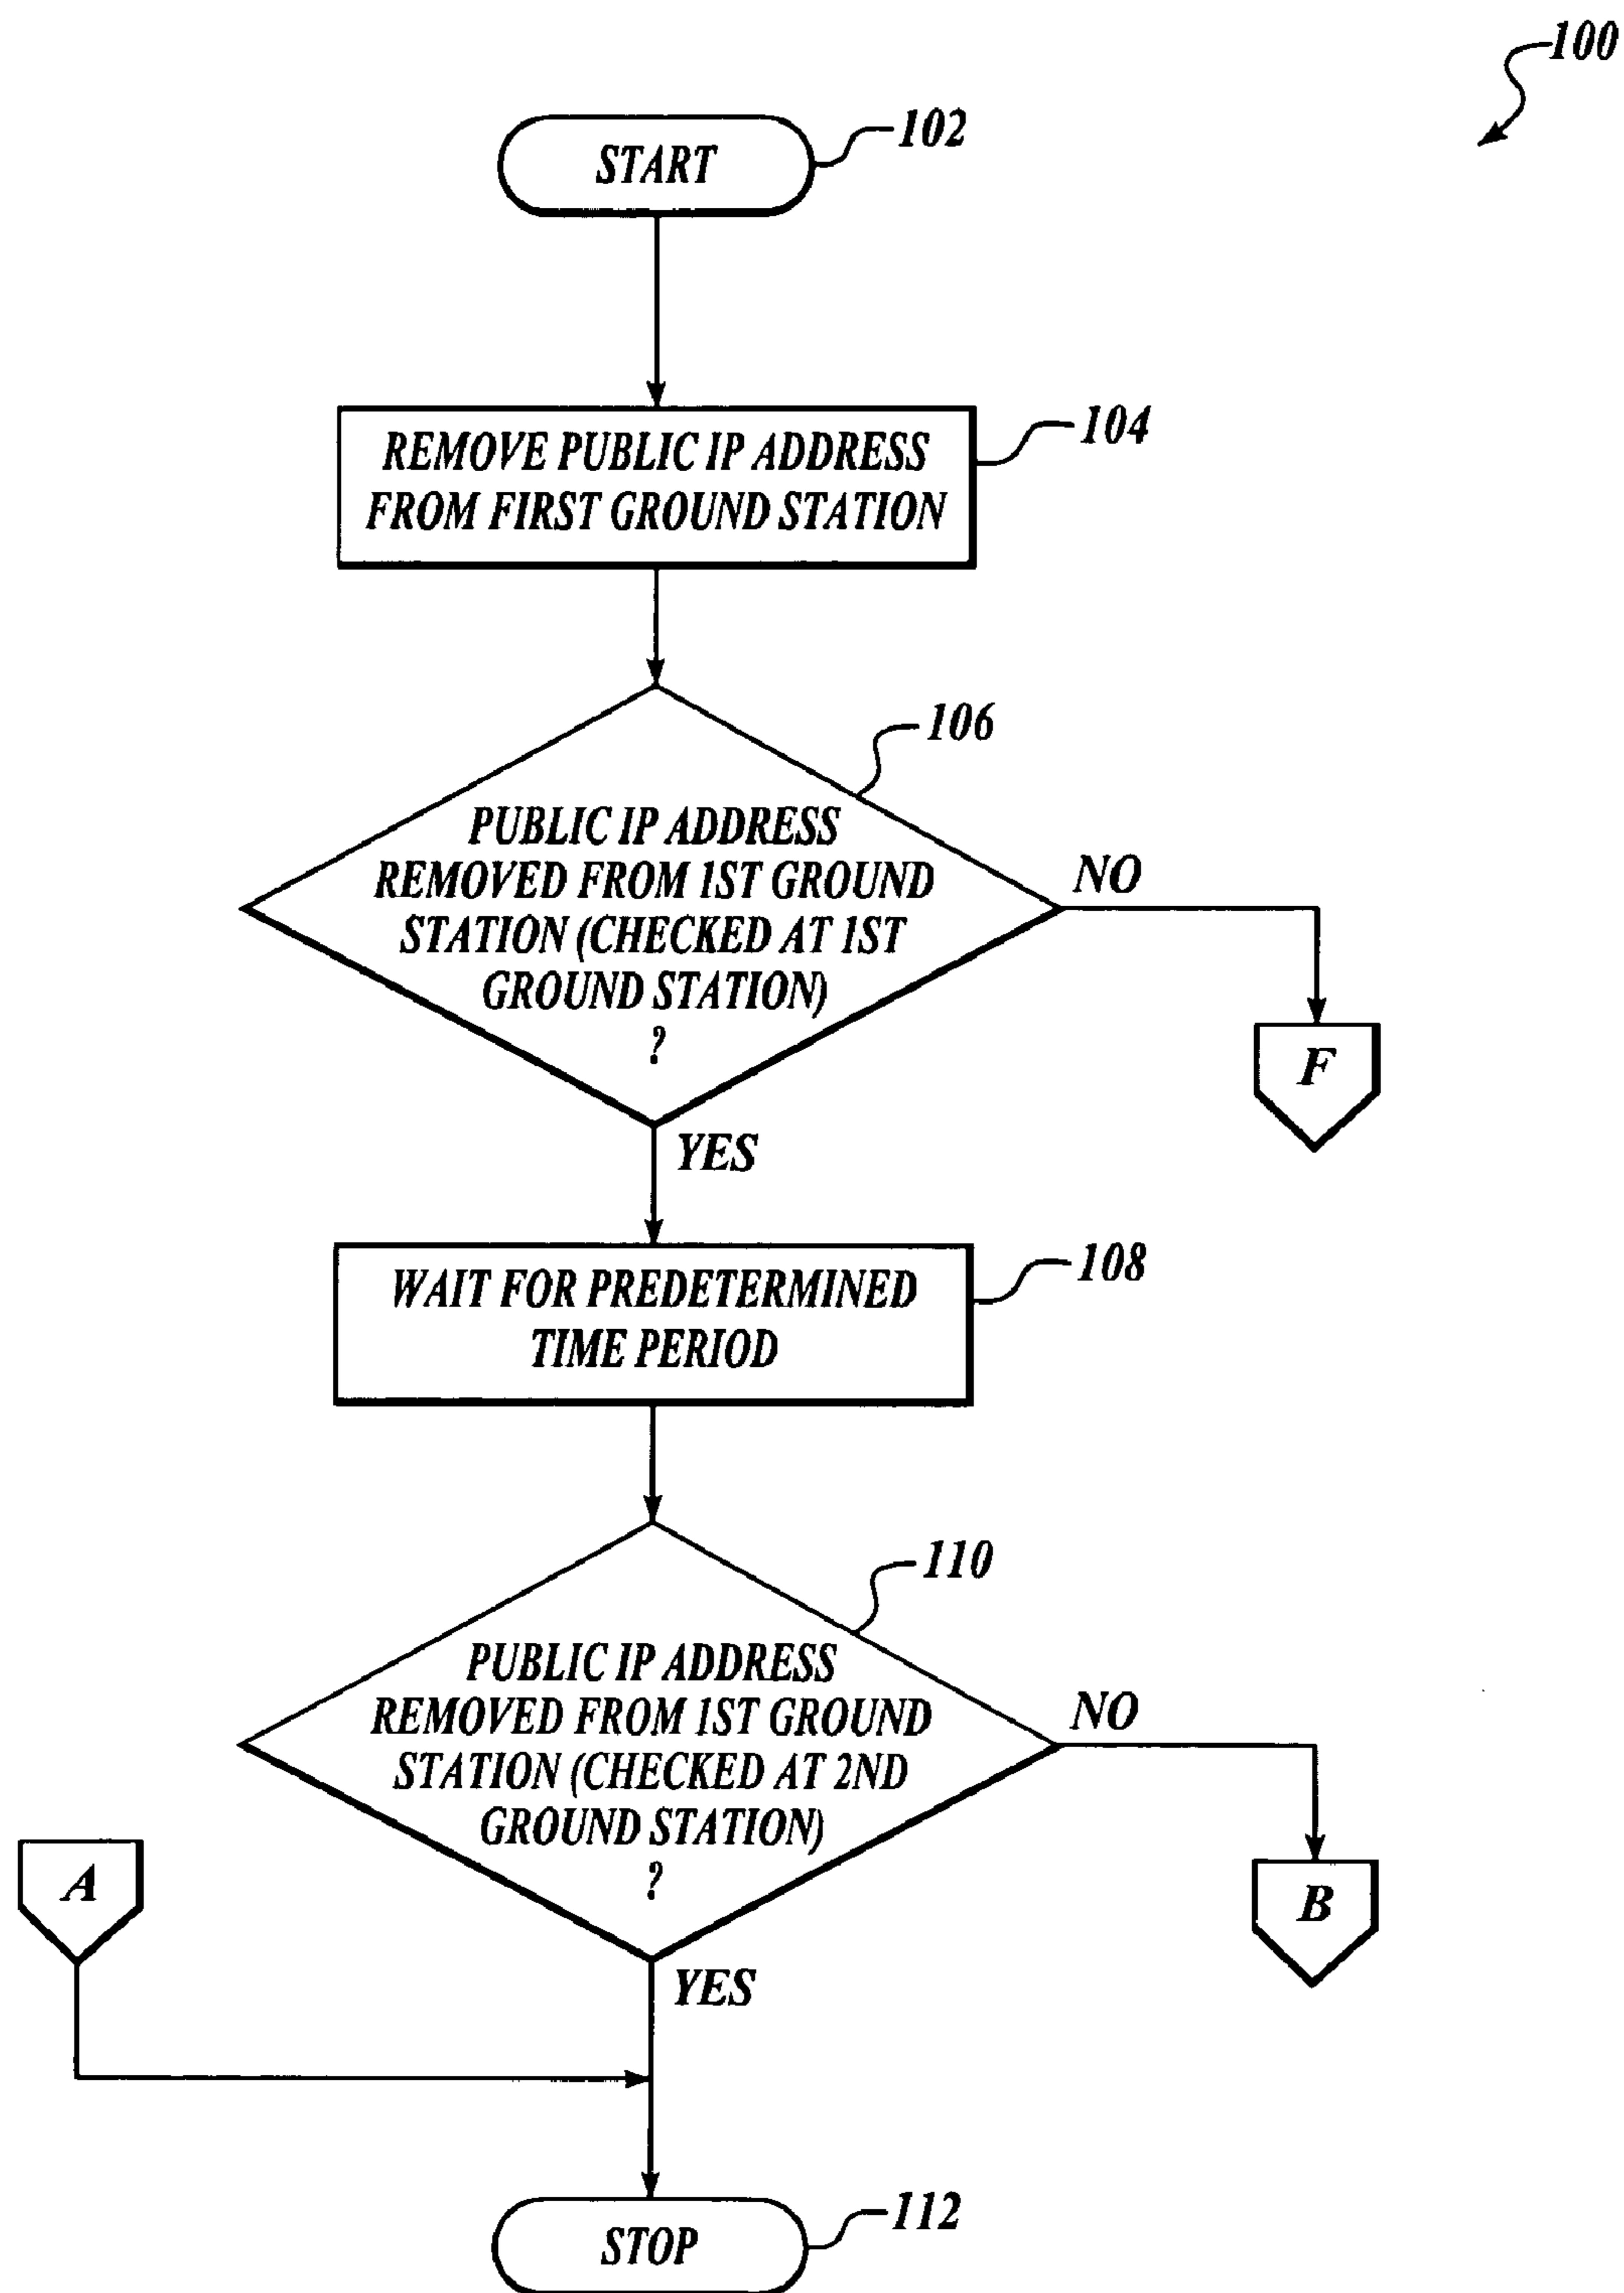 100
START
102
REMOVE PUBLIC IP ADDRESS
FROM FIRST GROUND STATION
104
PUBLIC IP ADDRESS
REMOVED FROM 1ST GROUND
STATION (CHECKED AT 1ST
GROUND STATION)
?
106
NO
F
YES
WAIT FOR PREDETERMINED
TIME PERIOD
108
PUBLIC IP ADDRESS
REMOVED FROM 1ST GROUND
STATION (CHECKED AT 2ND
GROUND STATION)
?
110
NO
A
B
YES
STOP
112